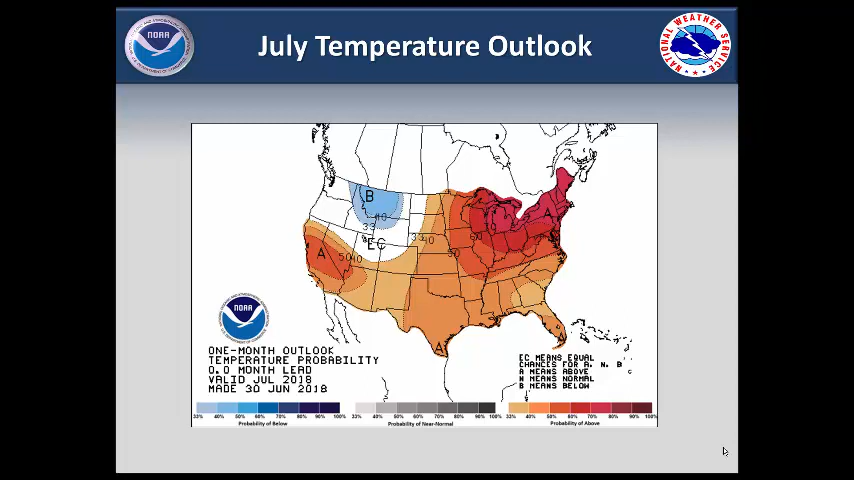 July Temperature Outlook
NOAA
NATIONAL WEATHER SERVICE
B
40
33
EC
33
40
A
50
40
60
50
A
A
A
NOAA
ONE-MONTH OUTLOOK
TEMPERATURE PROBABILITY
0.0 MONTH LEAD
VALID JUL 2018
MADE 30 JUN 2018
EC MEANS EQUAL
CHANCES FOR A, N, B
A MEANS ABOVE
N MEANS NORMAL
B MEANS BELOW
33% 40% 50% 60% 70% 80% 90% 100%
Probability of Below
33% 40% 50% 60% 70% 80% 90% 100%
Probability of Near-Normal
33% 40% 50% 60% 70% 80% 90% 100%
Probability of Above